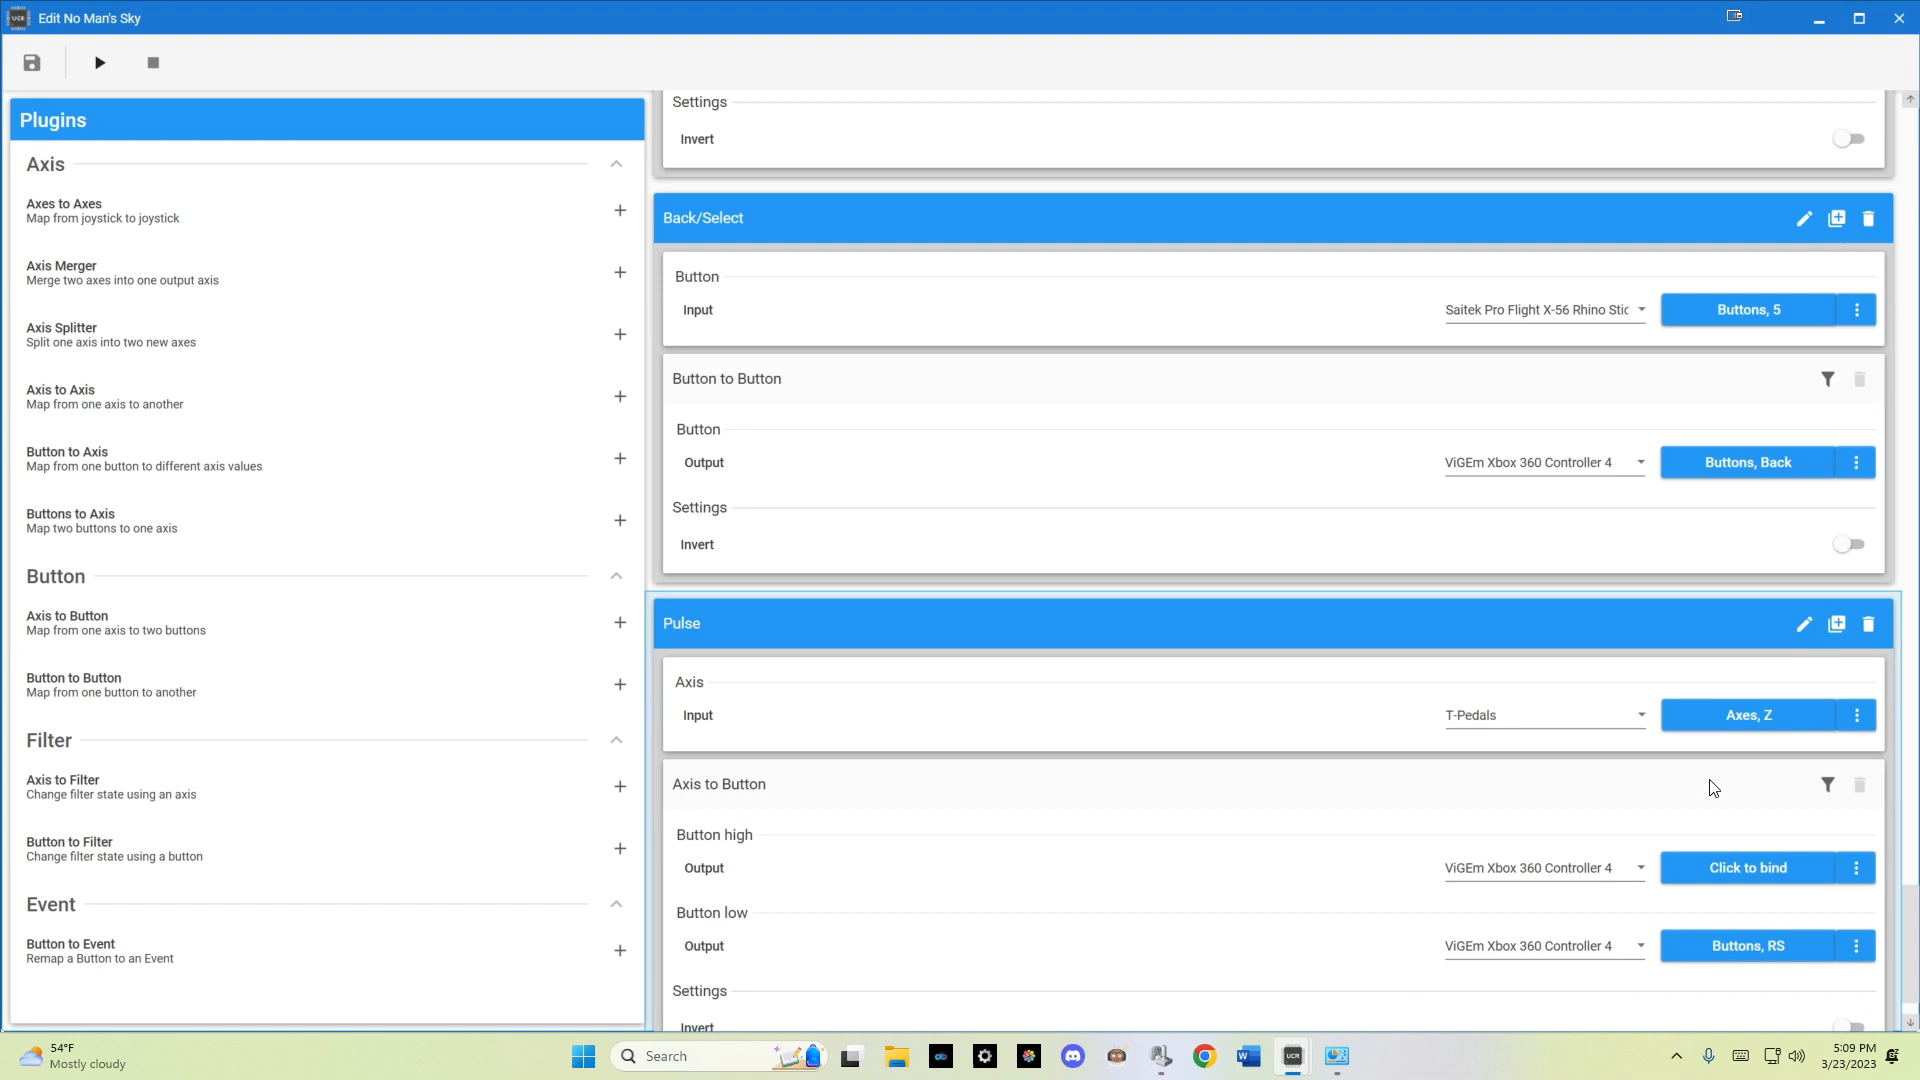 UCR Edit No Man's Sky
Plugins
Axis
Axes to Axes
Map from joystick to joystick
Axis Merger
Merge two axes into one output axis
Axis Splitter
Split one axis into two new axes
Axis to Axis
Map from one axis to another
Button to Axis
Map from one button to different axis values
Buttons to Axis
Map two buttons to one axis
Button
Axis to Button
Map from one axis to two buttons
Button to Button
Map from one button to another
Filter
Axis to Filter
Change filter state using an axis
Button to Filter
Change filter state using a button
Event
Button to Event
Remap a Button to an Event
Settings
Invert
Back/Select
Button
Input Saitek Pro Flight X-56 Rhino Stic Buttons, 5
Button to Button
Button
Output ViGEm Xbox 360 Controller 4 Buttons, Back
Settings
Invert
Pulse
Axis
Input T-Pedals Axes, Z
Axis to Button
Button high
Output ViGEm Xbox 360 Controller 4 Click to bind
Button low
Output ViGEm Xbox 360 Controller 4 Buttons, RS
Settings
Invert
54°F
Mostly cloudy
Search
UCR
5:09 PM
3/23/2023